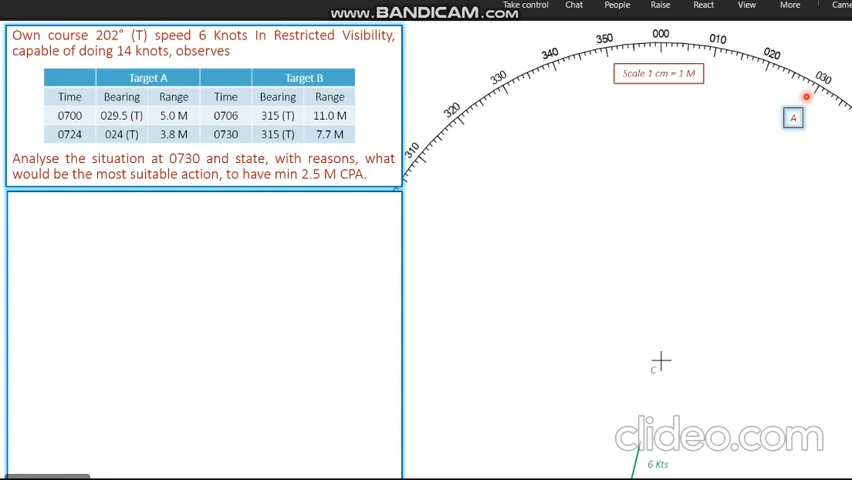 Take control Chat People Raise React View More Came
www.BANDICAM.com
Own course 202° (T) speed 6 Knots In Restricted Visibility,
capable of doing 14 knots, observes
Target A Target B
Time Bearing Range Time Bearing Range
0700 029.5 (T) 5.0 M 0706 315 (T) 11.0 M
0724 024 (T) 3.8 M 0730 315 (T) 7.7 M
Analyse the situation at 0730 and state, with reasons, what
would be the most suitable action, to have min 2.5 M CPA.
310 320 330 340 350 000 010 020 030
Scale 1 cm = 1 M
A
C
6 Kts
clideo.com